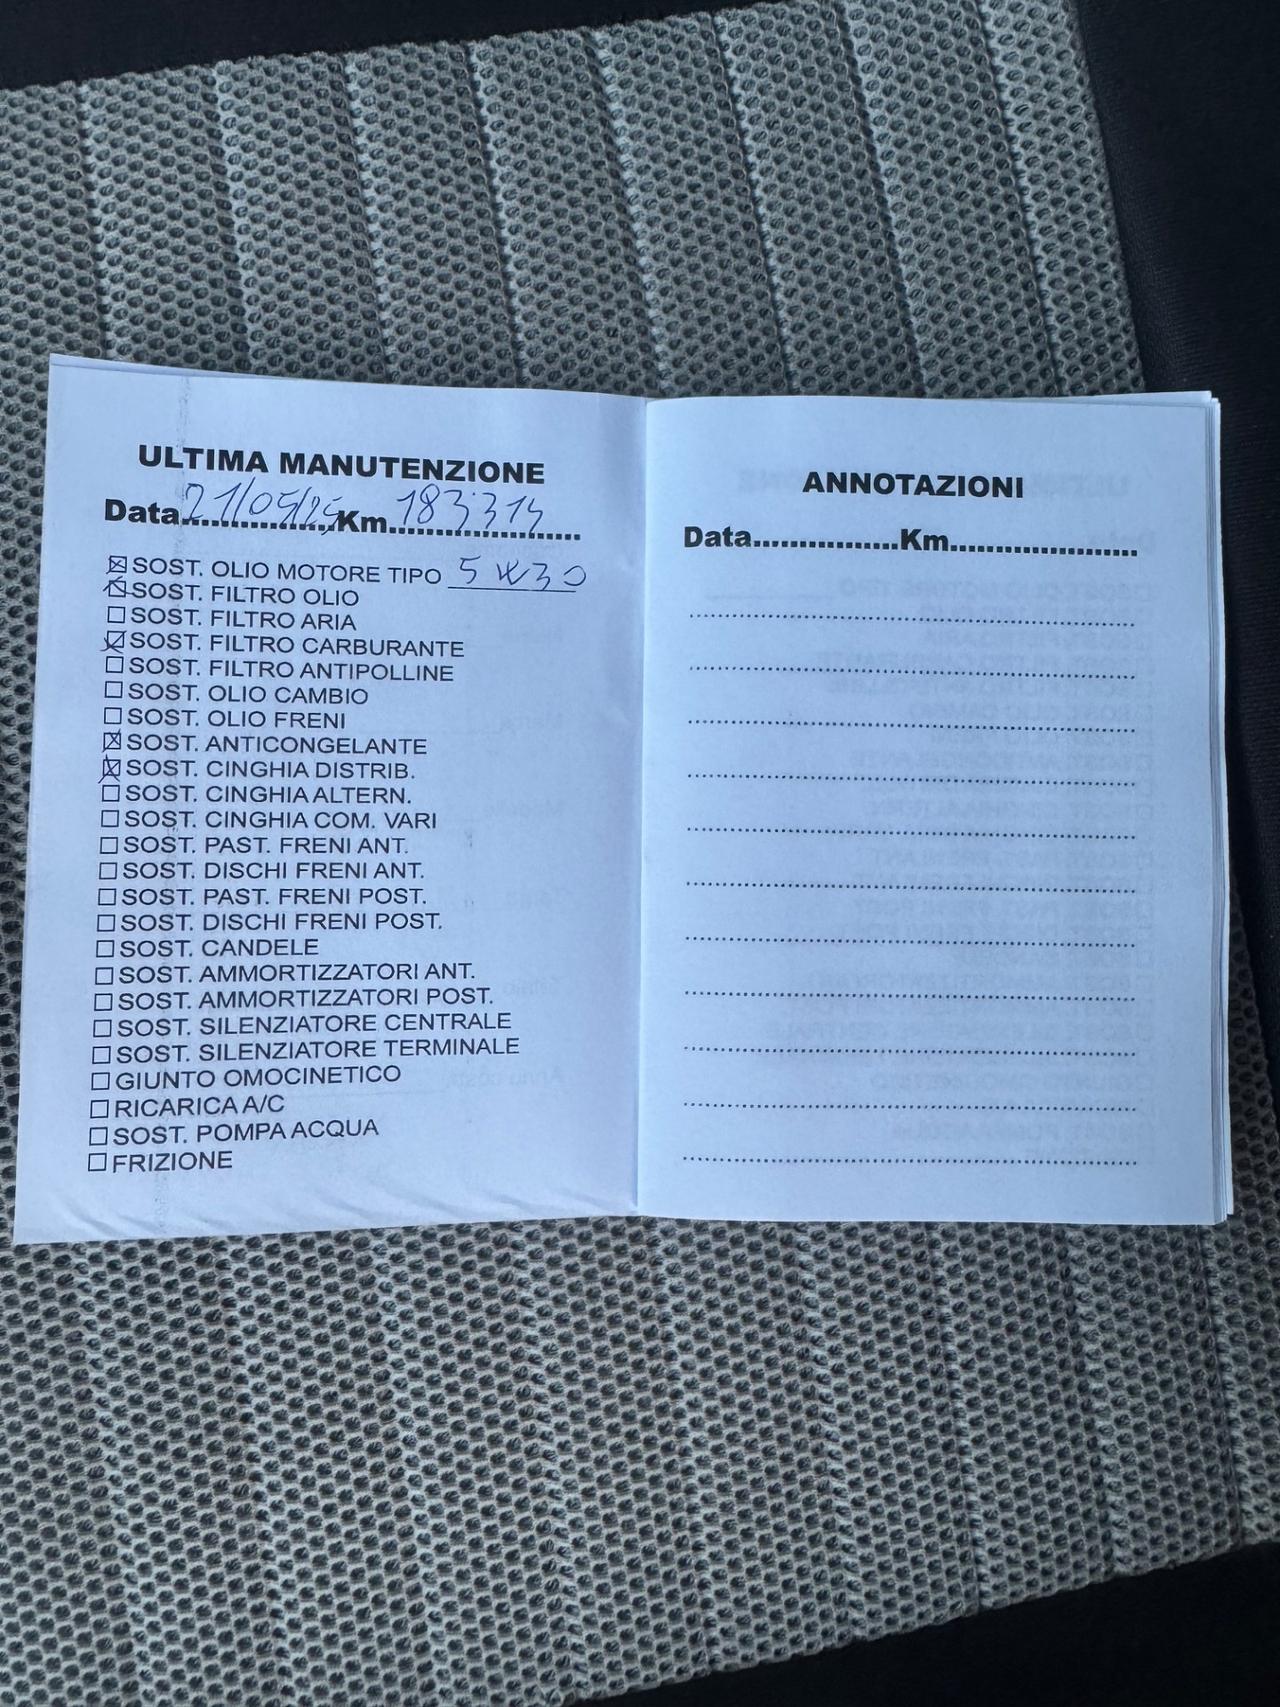 ULTIMA MANUTENZIONE
Data 21/05/25 Km 183.314
☒ SOST. OLIO MOTORE TIPO 5W30
☒ SOST. FILTRO OLIO
☐ SOST. FILTRO ARIA
☒ SOST. FILTRO CARBURANTE
☐ SOST. FILTRO ANTIPOLLINE
☐ SOST. OLIO CAMBIO
☐ SOST. OLIO FRENI
☒ SOST. ANTICONGELANTE
☒ SOST. CINGHIA DISTRIB.
☐ SOST. CINGHIA ALTERN.
☐ SOST. CINGHIA COM. VARI
☐ SOST. PAST. FRENI ANT.
☐ SOST. DISCHI FRENI ANT.
☐ SOST. PAST. FRENI POST.
☐ SOST. DISCHI FRENI POST.
☐ SOST. CANDELE
☐ SOST. AMMORTIZZATORI ANT.
☐ SOST. AMMORTIZZATORI POST.
☐ SOST. SILENZIATORE CENTRALE
☐ SOST. SILENZIATORE TERMINALE
☐ GIUNTO OMOCINETICO
☐ RICARICA A/C
☐ SOST. POMPA ACQUA
☐ FRIZIONE
ANNOTAZIONI
Data................Km......................